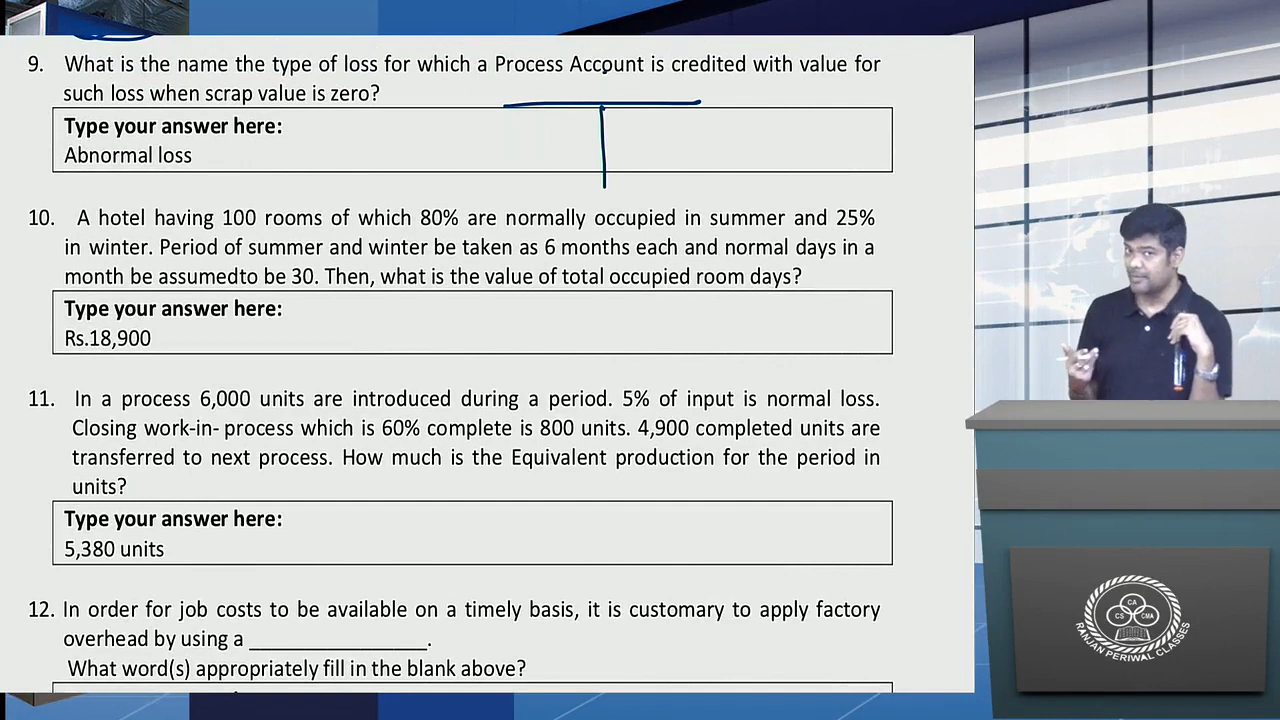 9. What is the name the type of loss for which a Process Account is credited with value for
such loss when scrap value is zero?
Type your answer here:
Abnormal loss
10. A hotel having 100 rooms of which 80% are normally occupied in summer and 25%
in winter. Period of summer and winter be taken as 6 months each and normal days in a
month be assumedto be 30. Then, what is the value of total occupied room days?
Type your answer here:
Rs.18,900
11. In a process 6,000 units are introduced during a period. 5% of input is normal loss.
Closing work-in- process which is 60% complete is 800 units. 4,900 completed units are
transferred to next process. How much is the Equivalent production for the period in
units?
Type your answer here:
5,380 units
12. In order for job costs to be available on a timely basis, it is customary to apply factory
overhead by using a _________________.
What word(s) appropriately fill in the blank above?
CA
CS CMA
RANJAN PERIWAL CLASSES